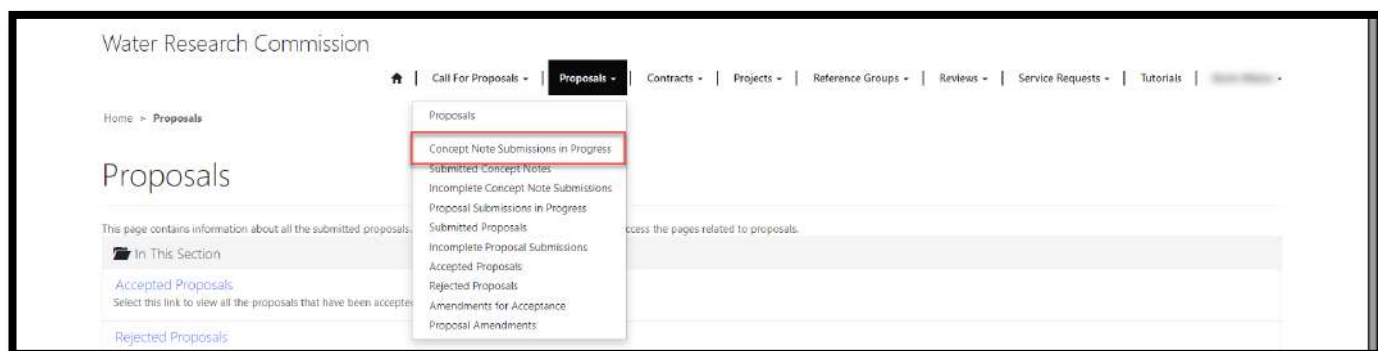 Water Research Commission
Call For Proposals | Proposals | Contracts | Projects | Reference Groups | Reviews | Service Requests | Tutorials |
Home > Proposals
Proposals
Proposals
Concept Note Submissions in Progress
Submitted Concept Notes
Incomplete Concept Note Submissions
Proposal Submissions in Progress
Submitted Proposals
Incomplete Proposal Submissions
Accepted Proposals
Rejected Proposals
Amendments for Acceptance
Proposal Amendments
This page contains information about all the submitted proposals. ccess the pages related to proposals.
In This Section
Accepted Proposals
Select this link to view all the proposals that have been accepted
Rejected Proposals